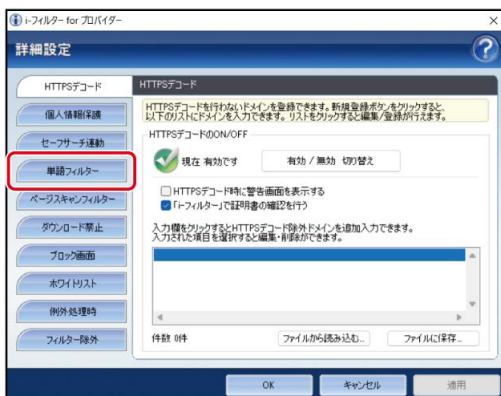 i-フィルター for プロバイダー
詳細設定
HTTPSデコード
個人情報保護
セーフサーチ連動
単語フィルター
ページスキャンフィルター
ダウンロード禁止
ブロック画面
ホワイトリスト
例外処理時
フィルター除外
HTTPSデコード
HTTPSデコードを行わないドメインを登録できます。新規登録ボタンをクリックすると、
以下のリストにドメインを入力できます。リストをクリックすると編集/登録が行えます。
HTTPSデコードのON/OFF
現在 有効です
有効 / 無効 切り替え
HTTPSデコード時に警告画面を表示する
「i-フィルター」で証明書の確認を行う
入力欄をクリックするとHTTPSデコード除外ドメインを追加入力できます。
入力された項目を選択すると編集・削除ができます。
件数 0件
ファイルから読み込む...
ファイルに保存...
OK
キャンセル
適用